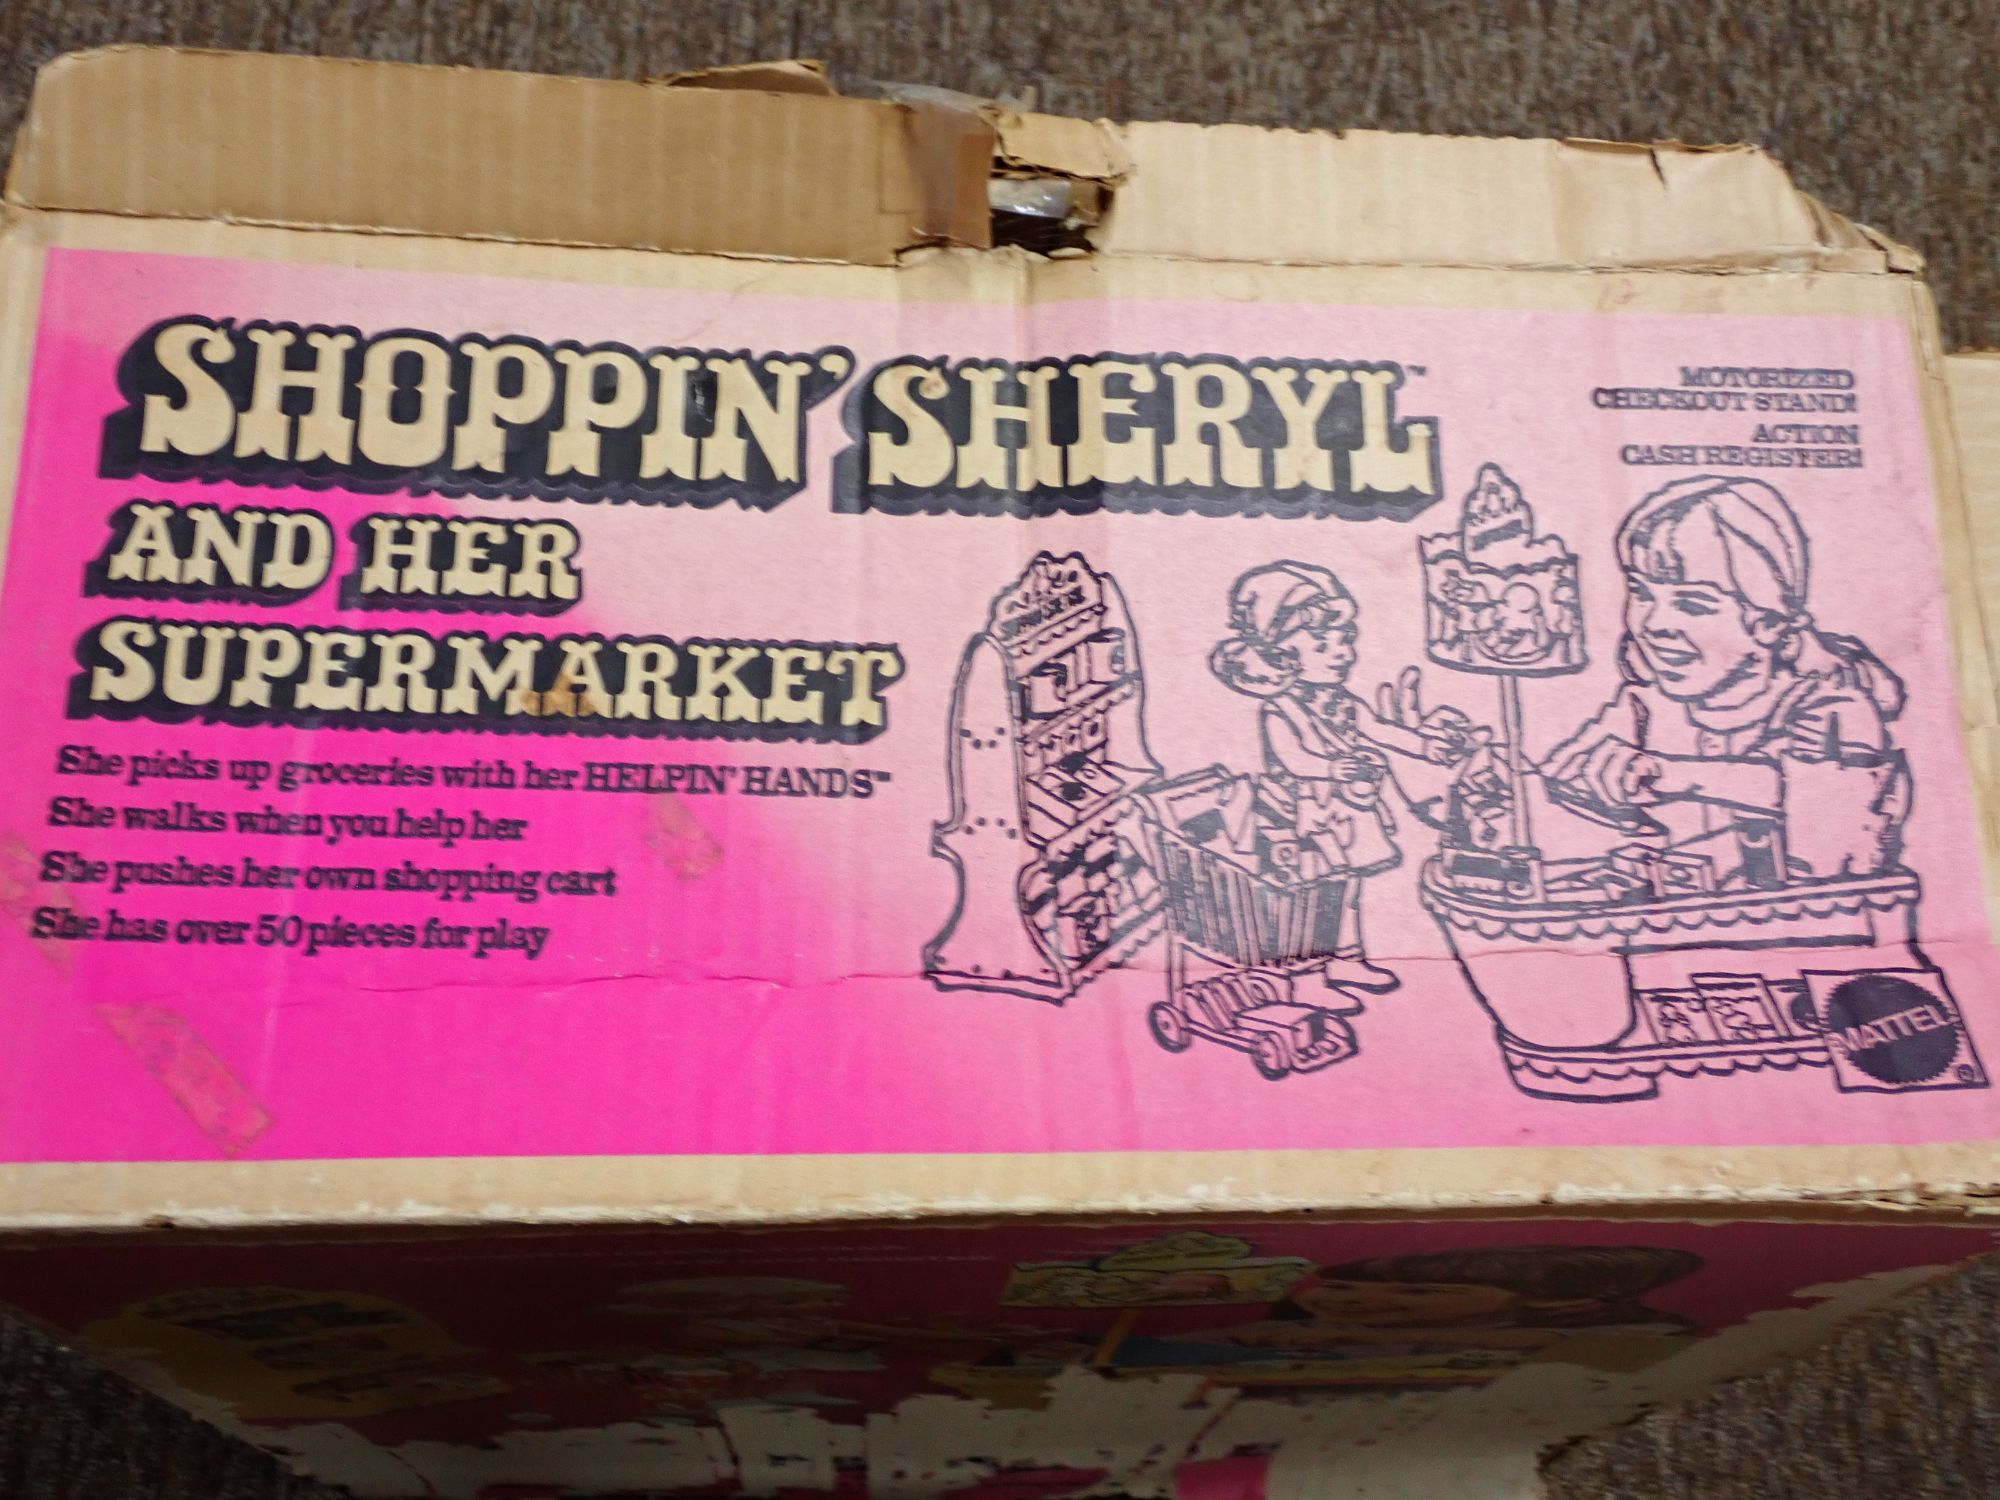 SHOPPIN' SHERYL™
AND HER
SUPERMARKET
She picks up groceries with her HELPIN' HANDS™
She walks when you help her
She pushes her own shopping cart
She has over 50 pieces for play
MOTORIZED
CHECKOUT STAND!
ACTION
CASH REGISTER!
MATTEL
®